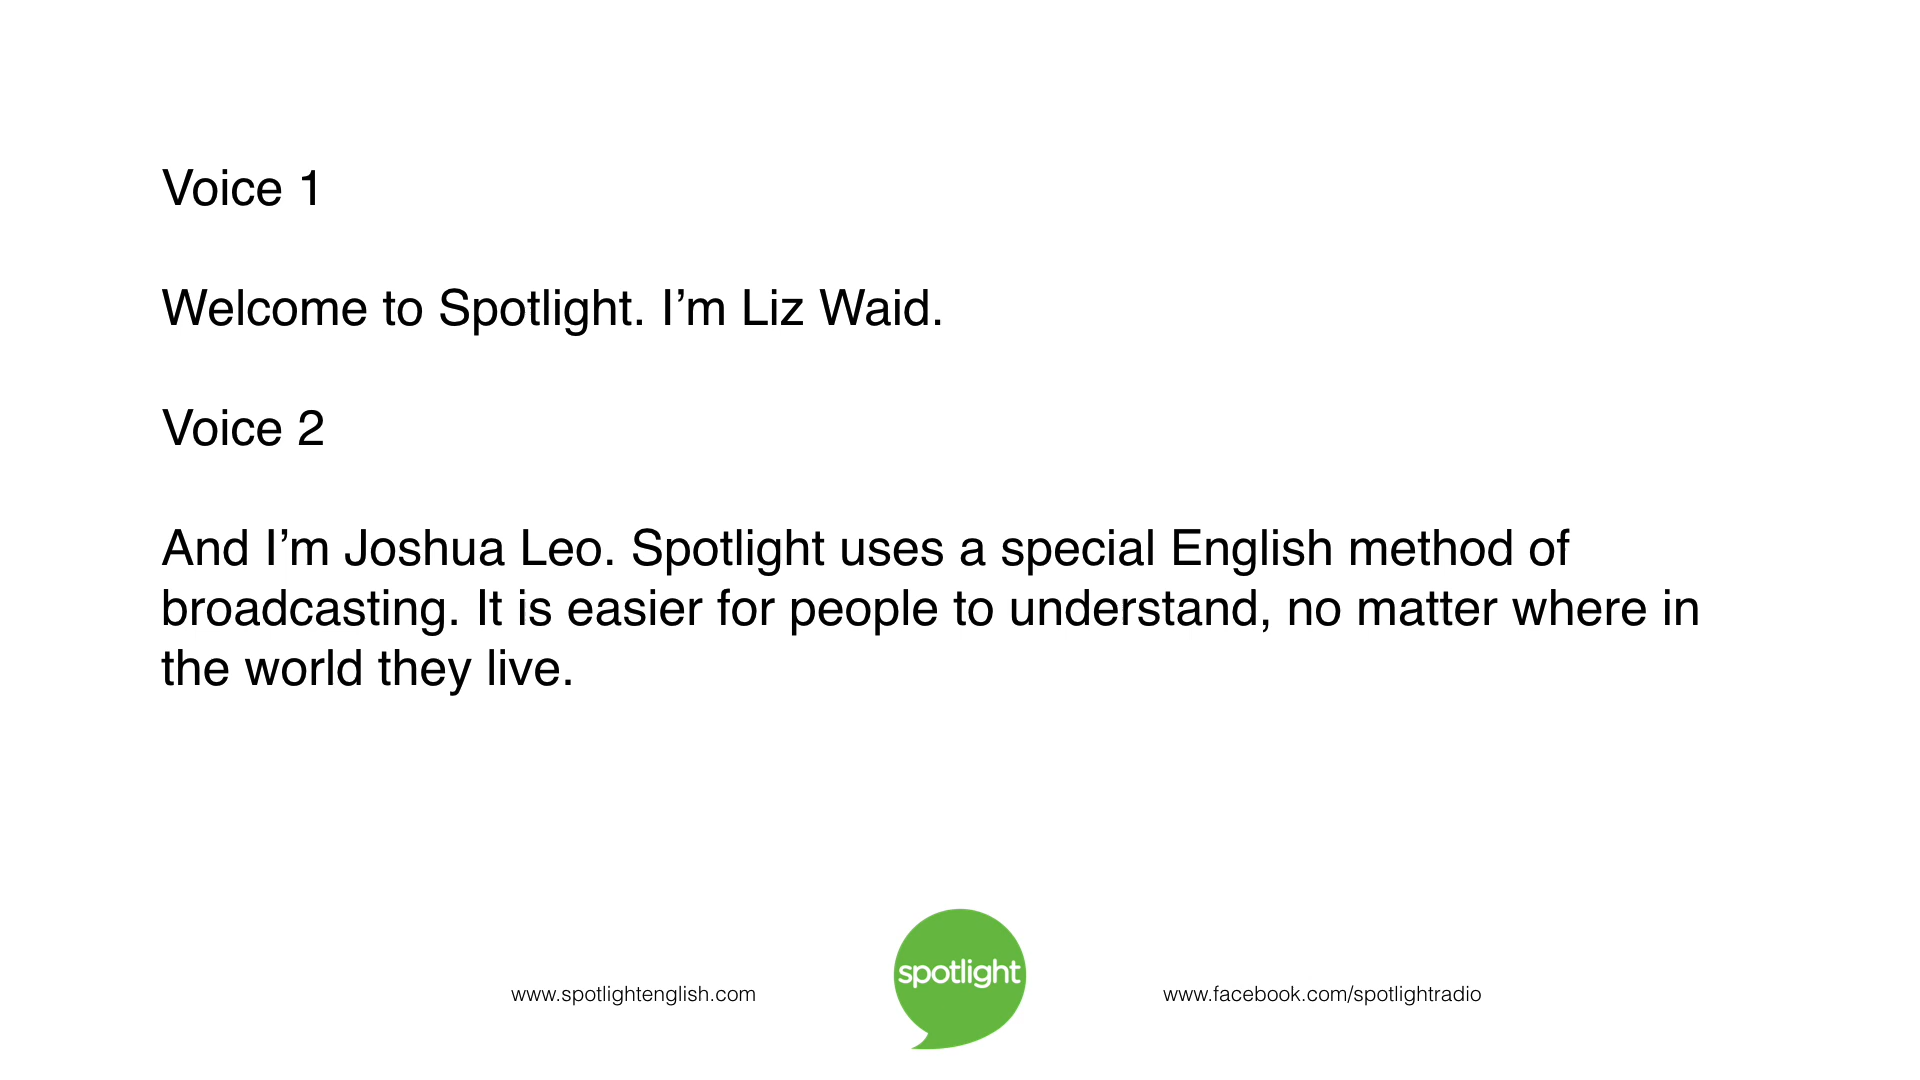 Voice 1
Welcome to Spotlight. I’m Liz Waid.
Voice 2
And I’m Joshua Leo. Spotlight uses a special English method of
broadcasting. It is easier for people to understand, no matter where in
the world they live.
www.spotlightenglish.com
spotlight
www.facebook.com/spotlightradio